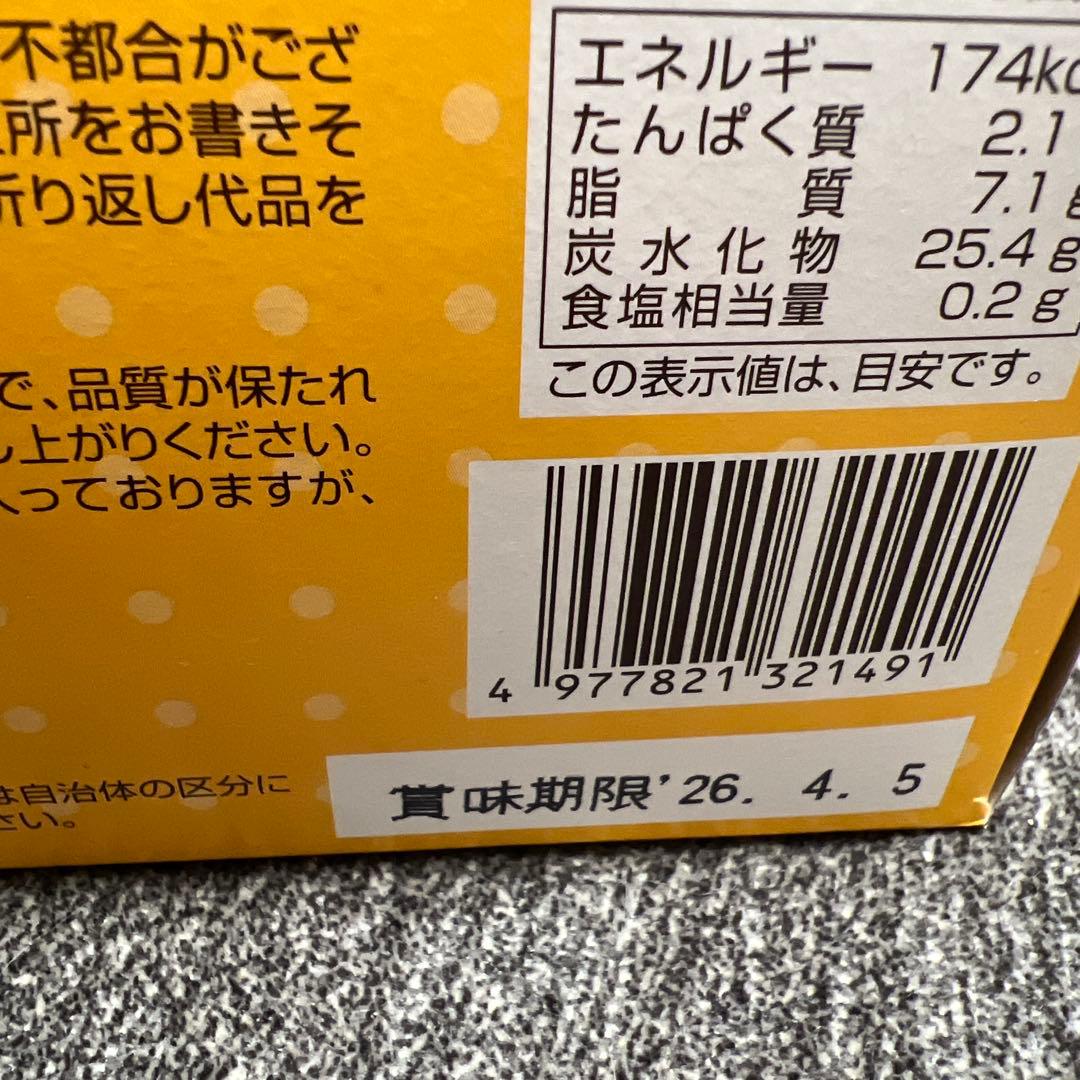 不都合がござ
所をお書きそ
折り返し代品を
で、品質が保たれ
し上がりください。
入っておりますが、
は自治体の区分に
さい。
エネルギー 174kc
たんぱく質 2.1
脂質 7.1g
炭水化物 25.4g
食塩相当量 0.2g
この表示値は、目安です。
4 977821 321491
賞味期限'26. 4. 5